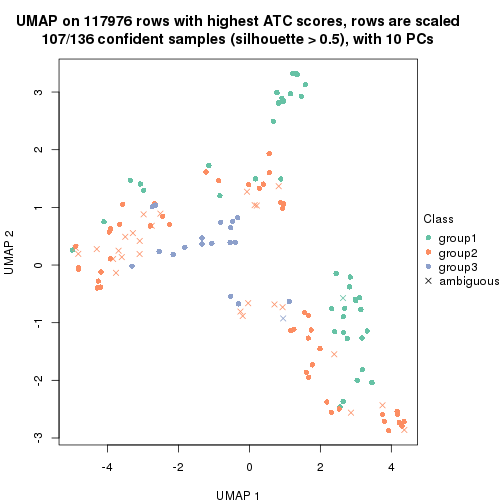 UMAP on 117976 rows with highest ATC scores, rows are scaled
107/136 confident samples (silhouette > 0.5), with 10 PCs
3
2
1
0
-1
-2
-3
UMAP 2
-4
-2
0
2
4
UMAP 1
Class
group1
group2
group3
ambiguous